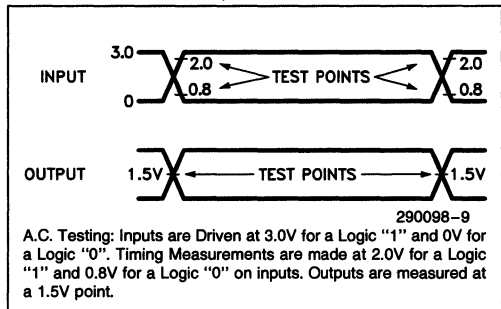 3.0
INPUT
2.0
0.8
TEST POINTS
2.0
0.8
0
OUTPUT
1.5V
TEST POINTS
1.5V
290098-9
A.C. Testing: Inputs are Driven at 3.0V for a Logic "1" and 0V for
a Logic "0". Timing Measurements are made at 2.0V for a Logic
"1" and 0.8V for a Logic "0" on inputs. Outputs are measured at
a 1.5V point.